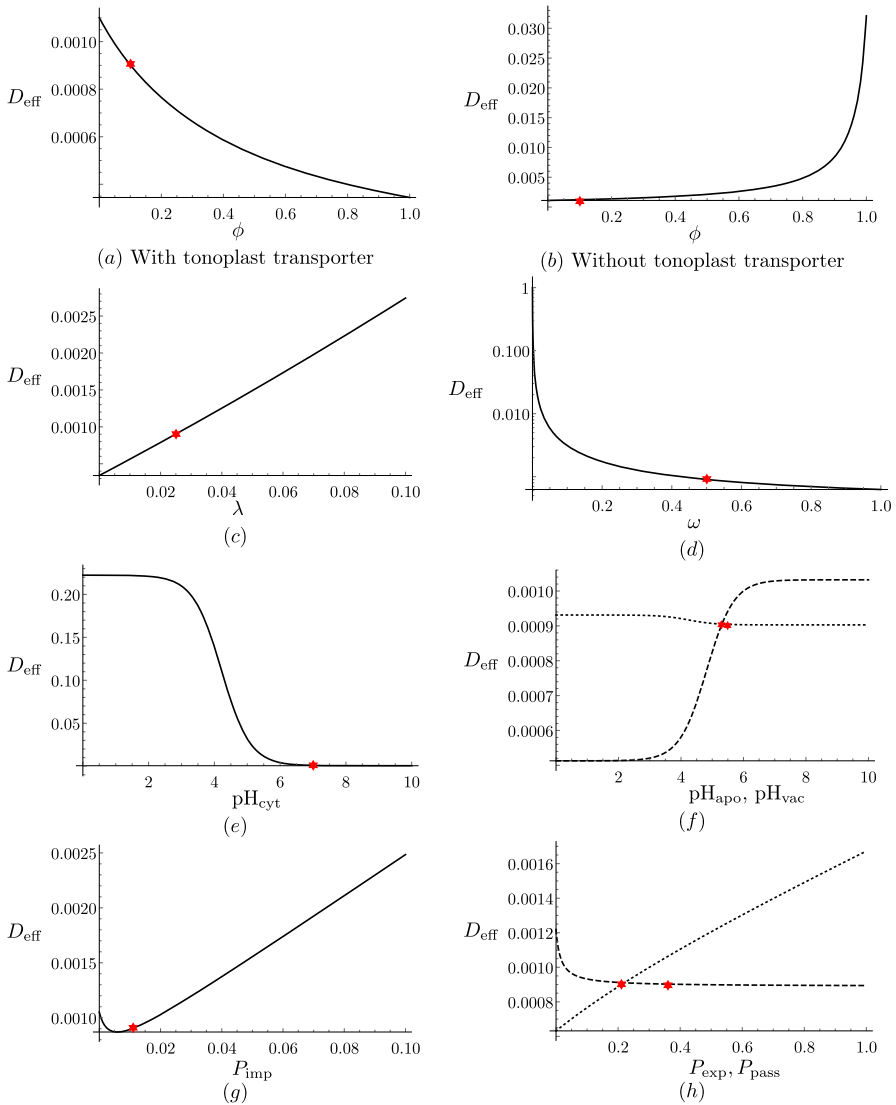 0.0010
0.0008
0.0006
D_eff
0.2 0.4 0.6 0.8 1.0
ϕ
(a) With tonoplast transporter
0.030
0.025
0.020
0.015
0.010
0.005
D_eff
0.2 0.4 0.6 0.8 1.0
ϕ
(b) Without tonoplast transporter
0.0025
0.0020
0.0015
0.0010
D_eff
0.02 0.04 0.06 0.08 0.10
λ
(c)
1
0.100
0.010
D_eff
0.2 0.4 0.6 0.8 1.0
ω
(d)
0.20
0.15
0.10
0.05
D_eff
2 4 6 8 10
pH_cyt
(e)
0.0010
0.0009
0.0008
0.0007
0.0006
D_eff
2 4 6 8 10
pH_apo, pH_vac
(f)
0.0025
0.0020
0.0015
0.0010
D_eff
0.02 0.04 0.06 0.08 0.10
P_imp
(g)
0.0016
0.0014
0.0012
0.0010
0.0008
D_eff
0.2 0.4 0.6 0.8 1.0
P_exp, P_pass
(h)